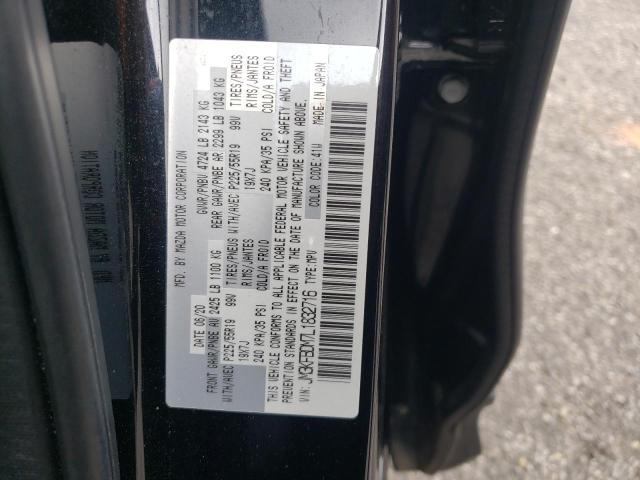 MFD. BY MAZDA MOTOR CORPORATION
DATE 06/20 GVWR/PNBV 4724 LB 2143 KG
FRONT GAWR/PNBE AV 2425 LB 1100 KG REAR GAWR/PNBE AR 2299 LB 1043 KG
WITH/AVEC P225/55R19 99V TIRES/PNEUS WITH/AVEC P225/55R19 99V TIRES/PNEUS
19X7J RIMS/JANTES 19X7J RIMS/JANTES
240 KPA/35 PSI COLD/A FROID 240 KPA/35 PSI COLD/A FROID
THIS VEHICLE CONFORMS TO ALL APPLICABLE FEDERAL MOTOR VEHICLE SAFETY AND THEFT
PREVENTION STANDARDS IN EFFECT ON THE DATE OF MANUFACTURE SHOWN ABOVE.
VIN: JM3KFBDM7L1832716 TYPE: MPV COLOR CODE: 41W MADE IN JAPAN
MAZDA MOTOR CORPORATION